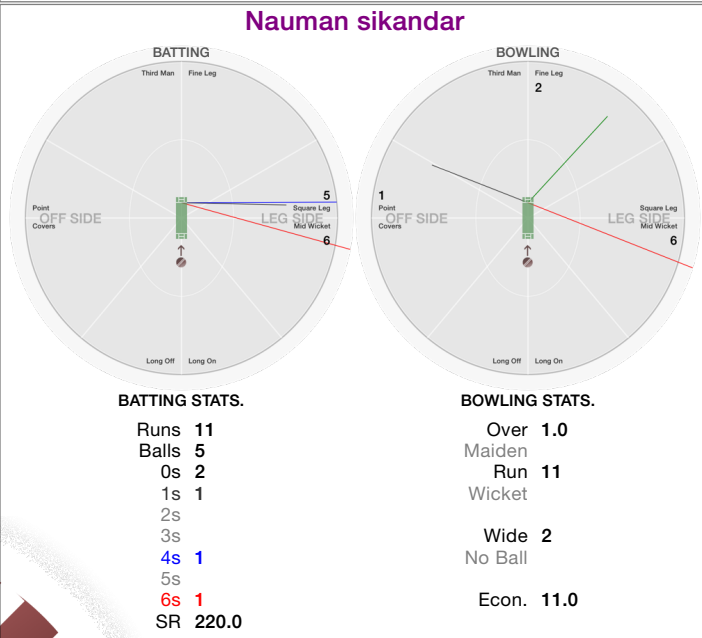 Nauman sikandar
BATTING
Third Man Fine Leg
5
Point
Square Leg
OFF SIDE
LEG SIDE
Covers
Mid Wicket
6
Long Off Long On
BATTING STATS.
Runs 11
Balls 5
0s 2
1s 1
2s
3s
4s 1
5s
6s 1
SR 220.0
BOWLING
Third Man Fine Leg
2
1
Point
Square Leg
OFF SIDE
LEG SIDE
Covers
Mid Wicket
6
Long Off Long On
BOWLING STATS.
Over 1.0
Maiden
Run 11
Wicket
Wide 2
No Ball
Econ. 11.0